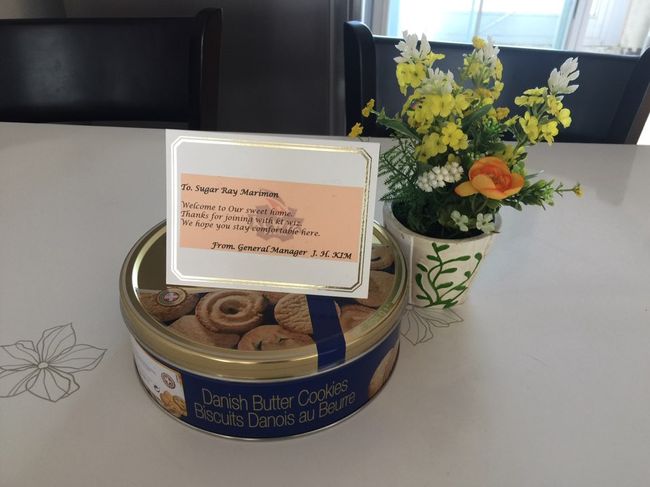 To. Sugar Ray Marimon
Welcome to Our sweet home.
Thanks for joining with kt wiz.
We hope you stay comfortable here.
From. General Manager J. H. KIM
Danish Butter Cookies
Biscuits Danois au Beurre